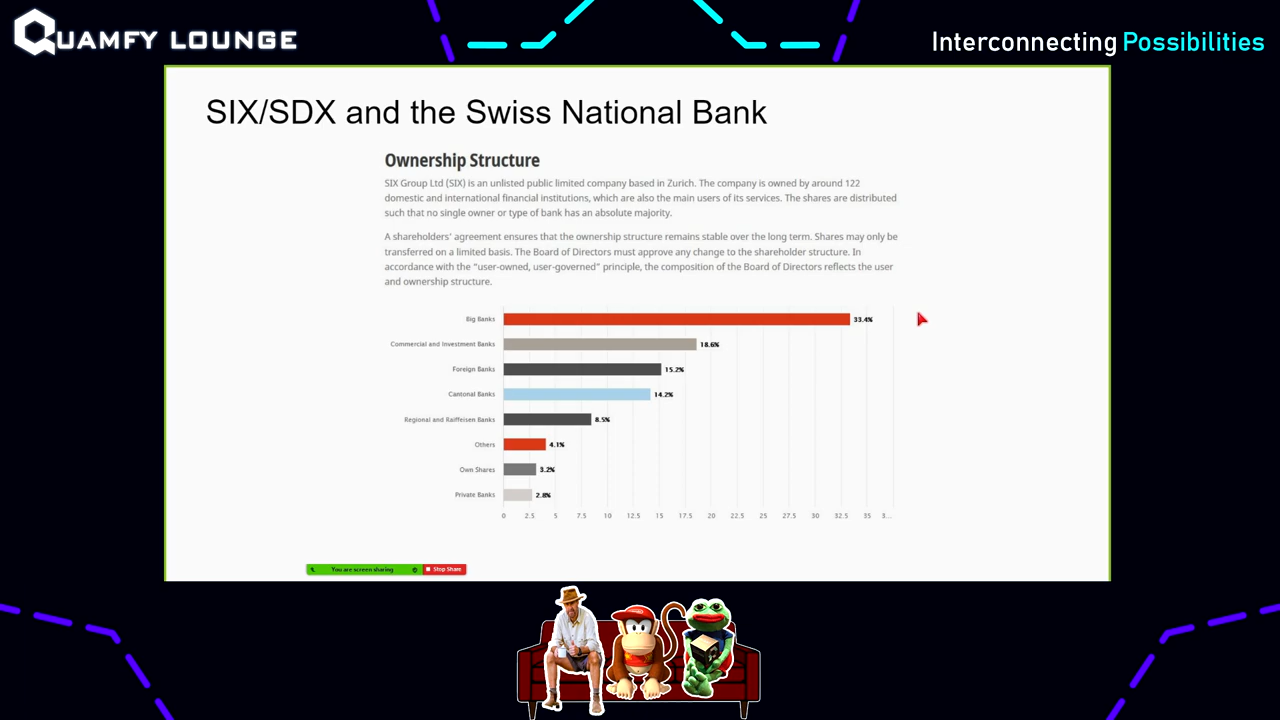 QUAMFY LOUNGE
Interconnecting Possibilities
SIX/SDX and the Swiss National Bank
Ownership Structure
SIX Group Ltd (SIX) is an unlisted public limited company based in Zurich. The company is owned by around 122
domestic and international financial institutions, which are also the main users of its services. The shares are distributed
such that no single owner or type of bank has an absolute majority.
A shareholders' agreement ensures that the ownership structure remains stable over the long term. Shares may only be
transferred on a limited basis. The Board of Directors must approve any change to the shareholder structure. In
accordance with the "user-owned, user-governed" principle, the composition of the Board of Directors reflects the user
and ownership structure.
Big Banks 33.4%
Commercial and Investment Banks 18.6%
Foreign Banks 15.2%
Cantonal Banks 14.2%
Regional and Raiffeisen Banks 8.5%
Others 4.1%
Own Shares 3.2%
Private Banks 2.8%
0 2.5 5 7.5 10 12.5 15 17.5 20 22.5 25 27.5 30 32.5 35 3...
You are screen sharing Stop Share